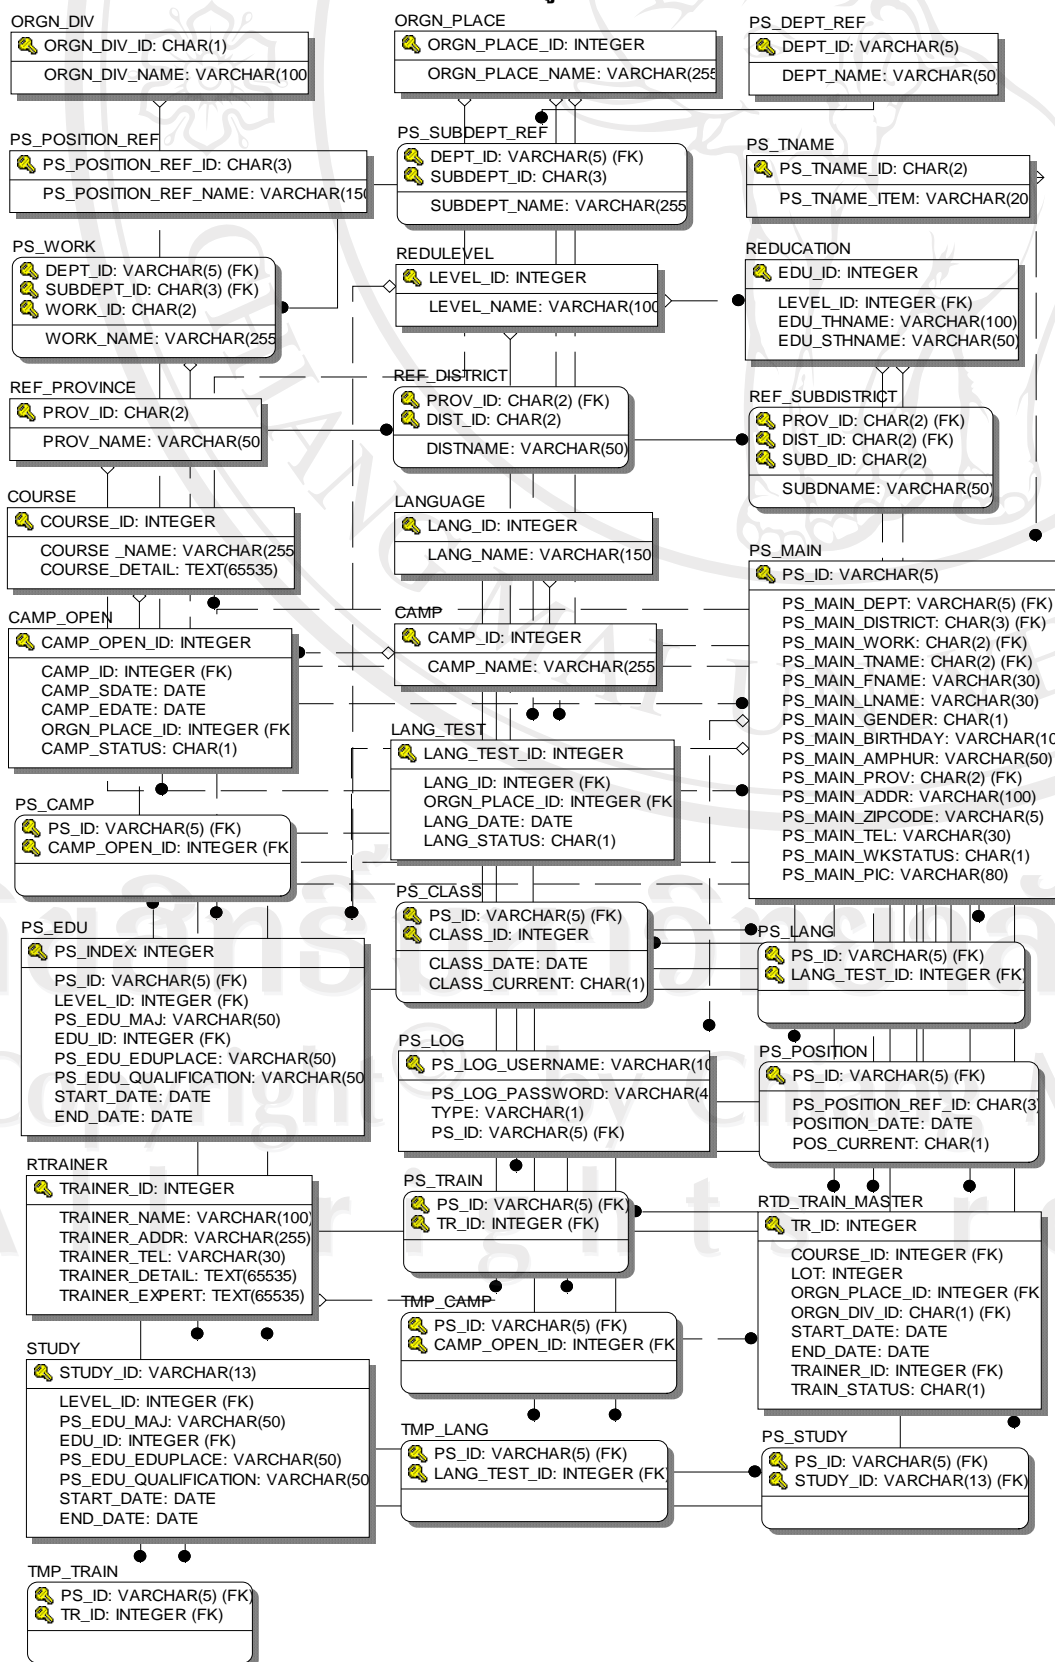 ORGN_DIV
ORGN_DIV_ID: CHAR(1)
ORGN_DIV_NAME: VARCHAR(100
ORGN_PLACE
ORGN_PLACE_ID: INTEGER
ORGN_PLACE_NAME: VARCHAR(255
PS_DEPT_REF
DEPT_ID: VARCHAR(5)
DEPT_NAME: VARCHAR(50
PS_POSITION_REF
PS_POSITION_REF_ID: CHAR(3)
PS_POSITION_REF_NAME: VARCHAR(150
PS_SUBDEPT_REF
DEPT_ID: VARCHAR(5) (FK)
SUBDEPT_ID: CHAR(3)
SUBDEPT_NAME: VARCHAR(255
PS_TNAME
PS_TNAME_ID: CHAR(2)
PS_TNAME_ITEM: VARCHAR(20
PS_WORK
DEPT_ID: VARCHAR(5) (FK)
SUBDEPT_ID: CHAR(3) (FK)
WORK_ID: CHAR(2)
WORK_NAME: VARCHAR(255
REDULEVEL
LEVEL_ID: INTEGER
LEVEL_NAME: VARCHAR(100
REDUCATION
EDU_ID: INTEGER
LEVEL_ID: INTEGER (FK)
EDU_THNAME: VARCHAR(100)
EDU_STHNAME: VARCHAR(50)
REF_PROVINCE
PROV_ID: CHAR(2)
PROV_NAME: VARCHAR(50
REF_DISTRICT
PROV_ID: CHAR(2) (FK)
DIST_ID: CHAR(2)
DISTNAME: VARCHAR(50)
REF_SUBDISTRICT
PROV_ID: CHAR(2) (FK)
DIST_ID: CHAR(2) (FK)
SUBD_ID: CHAR(2)
SUBDNAME: VARCHAR(50)
COURSE
COURSE_ID: INTEGER
COURSE _NAME: VARCHAR(255
COURSE_DETAIL: TEXT(65535)
LANGUAGE
LANG_ID: INTEGER
LANG_NAME: VARCHAR(150
PS_MAIN
PS_ID: VARCHAR(5)
PS_MAIN_DEPT: VARCHAR(5) (FK)
PS_MAIN_DISTRICT: CHAR(3) (FK)
PS_MAIN_WORK: CHAR(2) (FK)
PS_MAIN_TNAME: CHAR(2) (FK)
PS_MAIN_FNAME: VARCHAR(30)
PS_MAIN_LNAME: VARCHAR(30)
PS_MAIN_GENDER: CHAR(1)
PS_MAIN_BIRTHDAY: VARCHAR(10
PS_MAIN_AMPHUR: VARCHAR(50)
PS_MAIN_PROV: CHAR(2) (FK)
PS_MAIN_ADDR: VARCHAR(100)
PS_MAIN_ZIPCODE: VARCHAR(5)
PS_MAIN_TEL: VARCHAR(30)
PS_MAIN_WKSTATUS: CHAR(1)
PS_MAIN_PIC: VARCHAR(80)
CAMP_OPEN
CAMP_OPEN_ID: INTEGER
CAMP_ID: INTEGER (FK)
CAMP_SDATE: DATE
CAMP_EDATE: DATE
ORGN_PLACE_ID: INTEGER (FK
CAMP_STATUS: CHAR(1)
CAMP
CAMP_ID: INTEGER
CAMP_NAME: VARCHAR(255
LANG_TEST
LANG_TEST_ID: INTEGER
LANG_ID: INTEGER (FK)
ORGN_PLACE_ID: INTEGER (FK
LANG_DATE: DATE
LANG_STATUS: CHAR(1)
PS_CAMP
PS_ID: VARCHAR(5) (FK)
CAMP_OPEN_ID: INTEGER (FK
PS_CLASS
PS_ID: VARCHAR(5) (FK)
CLASS_ID: INTEGER
CLASS_DATE: DATE
CLASS_CURRENT: CHAR(1)
PS_LANG
PS_ID: VARCHAR(5) (FK)
LANG_TEST_ID: INTEGER (FK
PS_EDU
PS_INDEX: INTEGER
PS_ID: VARCHAR(5) (FK)
LEVEL_ID: INTEGER (FK)
PS_EDU_MAJ: VARCHAR(50)
EDU_ID: INTEGER (FK)
PS_EDU_EDUPLACE: VARCHAR(50)
PS_EDU_QUALIFICATION: VARCHAR(50
START_DATE: DATE
END_DATE: DATE
PS_LOG
PS_LOG_USERNAME: VARCHAR(10
PS_LOG_PASSWORD: VARCHAR(4
TYPE: VARCHAR(1)
PS_ID: VARCHAR(5) (FK)
PS_POSITION
PS_ID: VARCHAR(5) (FK)
PS_POSITION_REF_ID: CHAR(3
POSITION_DATE: DATE
POS_CURRENT: CHAR(1)
RTRAINER
TRAINER_ID: INTEGER
TRAINER_NAME: VARCHAR(100)
TRAINER_ADDR: VARCHAR(255)
TRAINER_TEL: VARCHAR(30)
TRAINER_DETAIL: TEXT(65535)
TRAINER_EXPERT: TEXT(65535)
PS_TRAIN
PS_ID: VARCHAR(5) (FK)
TR_ID: INTEGER (FK)
RTD_TRAIN_MASTER
TR_ID: INTEGER
COURSE_ID: INTEGER (FK)
LOT: INTEGER
ORGN_PLACE_ID: INTEGER (FK
ORGN_DIV_ID: CHAR(1) (FK)
START_DATE: DATE
END_DATE: DATE
TRAINER_ID: INTEGER (FK)
TRAIN_STATUS: CHAR(1)
TMP_CAMP
PS_ID: VARCHAR(5) (FK)
CAMP_OPEN_ID: INTEGER (FK
STUDY
STUDY_ID: VARCHAR(13)
LEVEL_ID: INTEGER (FK)
PS_EDU_MAJ: VARCHAR(50)
EDU_ID: INTEGER (FK)
PS_EDU_EDUPLACE: VARCHAR(50)
PS_EDU_QUALIFICATION: VARCHAR(50
START_DATE: DATE
END_DATE: DATE
TMP_LANG
PS_ID: VARCHAR(5) (FK)
LANG_TEST_ID: INTEGER (FK
PS_STUDY
PS_ID: VARCHAR(5) (FK)
STUDY_ID: VARCHAR(13) (FK
TMP_TRAIN
PS_ID: VARCHAR(5) (FK)
TR_ID: INTEGER (FK)
CHIANG MAI UNI
Copyright© by Chiang M
All rights r